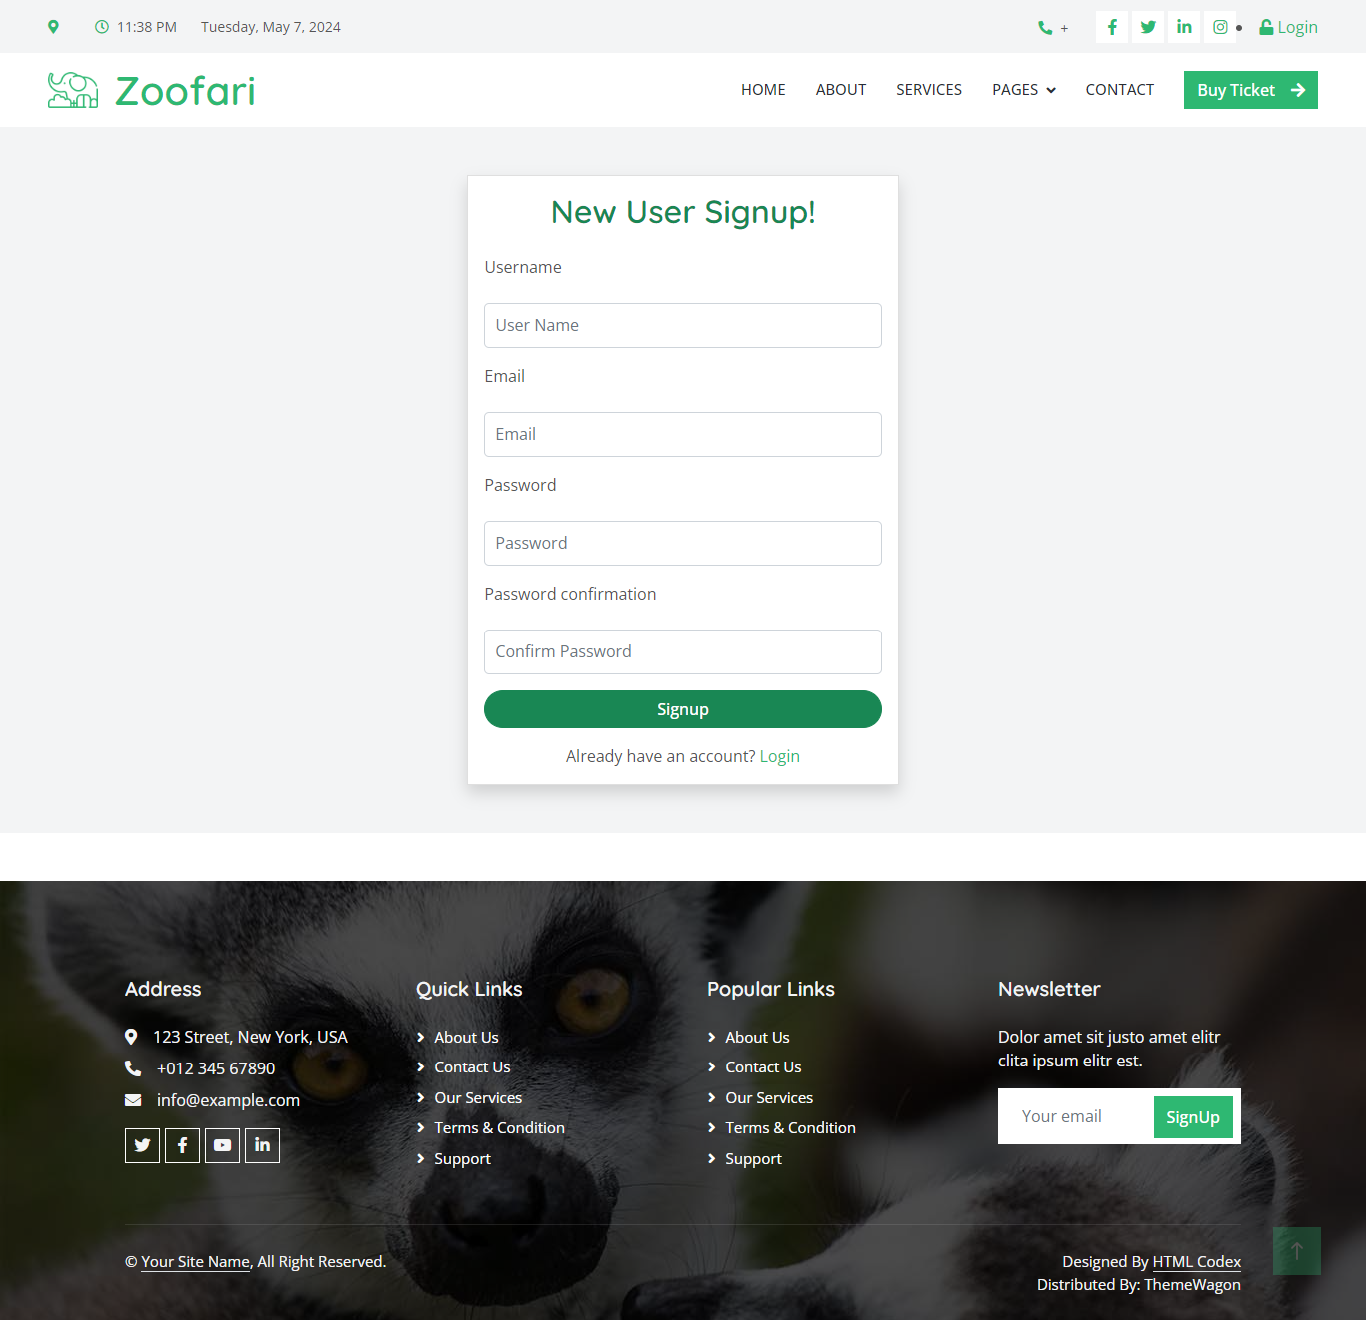 11:38 PM Tuesday, May 7, 2024 + Login
Zoofari HOME ABOUT SERVICES PAGES CONTACT Buy Ticket
New User Signup!
Username
User Name
Email
Email
Password
Password
Password confirmation
Confirm Password
Signup
Already have an account? Login
Address
123 Street, New York, USA
+012 345 67890
info@example.com
Quick Links
About Us
Contact Us
Our Services
Terms & Condition
Support
Popular Links
About Us
Contact Us
Our Services
Terms & Condition
Support
Newsletter
Dolor amet sit justo amet elitr
clita ipsum elitr est.
Your email SignUp
© Your Site Name, All Right Reserved.
Designed By HTML Codex
Distributed By: ThemeWagon